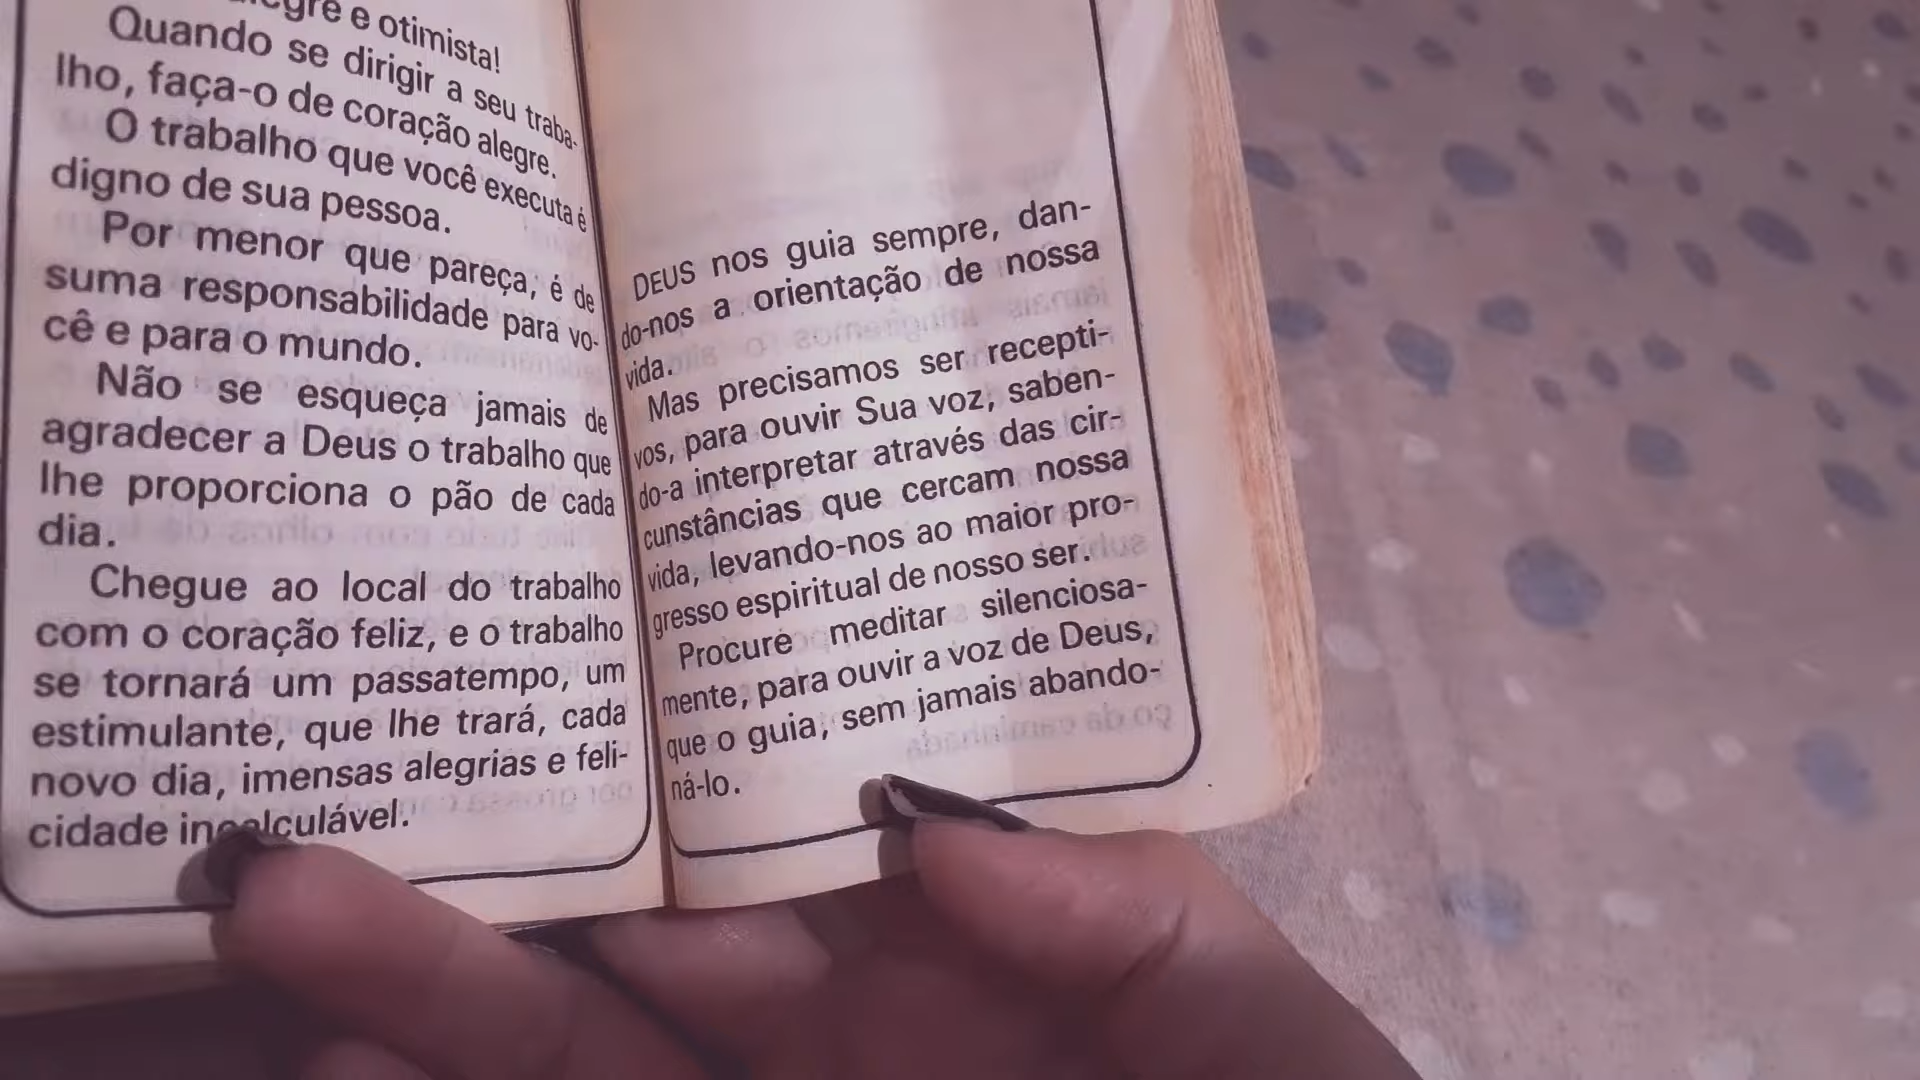 e otimista!
Quando se dirigir a seu traba-
lho, faça-o de coração alegre.
O trabalho que você executa é
digno de sua pessoa.
Por menor que pareça, é de
suma responsabilidade para vo-
cê e para o mundo.
Não se esqueça jamais de
agradecer a Deus o trabalho que
lhe proporciona o pão de cada
dia.
Chegue ao local do trabalho
com o coração feliz, e o trabalho
se tornará um passatempo, um
estimulante, que lhe trará, cada
novo dia, imensas alegrias e feli-
cidade incalculável.
DEUS nos guia sempre, dan-
do-nos a orientação de nossa
vida.
Mas precisamos ser recepti-
vos, para ouvir Sua voz, saben-
do-a interpretar através das cir-
cunstâncias que cercam nossa
vida, levando-nos ao maior pro-
gresso espiritual de nosso ser.
Procure meditar silenciosa-
mente, para ouvir a voz de Deus,
que o guia, sem jamais abando-
ná-lo.